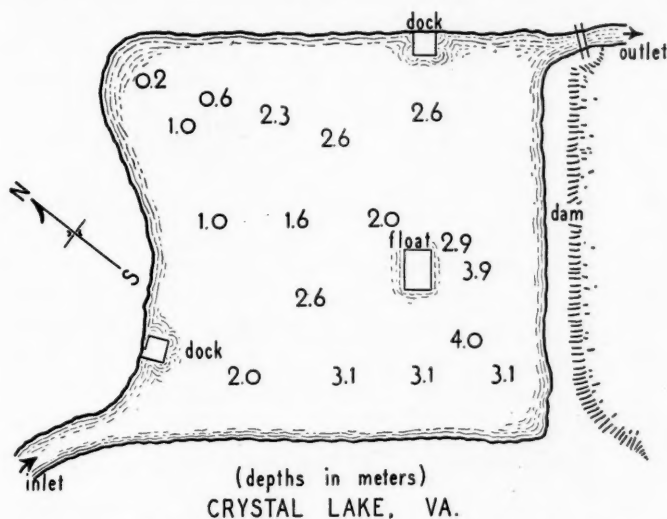 dock
outlet
0.2
0.6
1.0
2.3
2.6
2.6
N
S
1.0
1.6
2.0
dam
float
2.9
3.9
2.6
4.0
dock
2.0
3.1
3.1
3.1
inlet
(depths in meters)
CRYSTAL LAKE, VA.